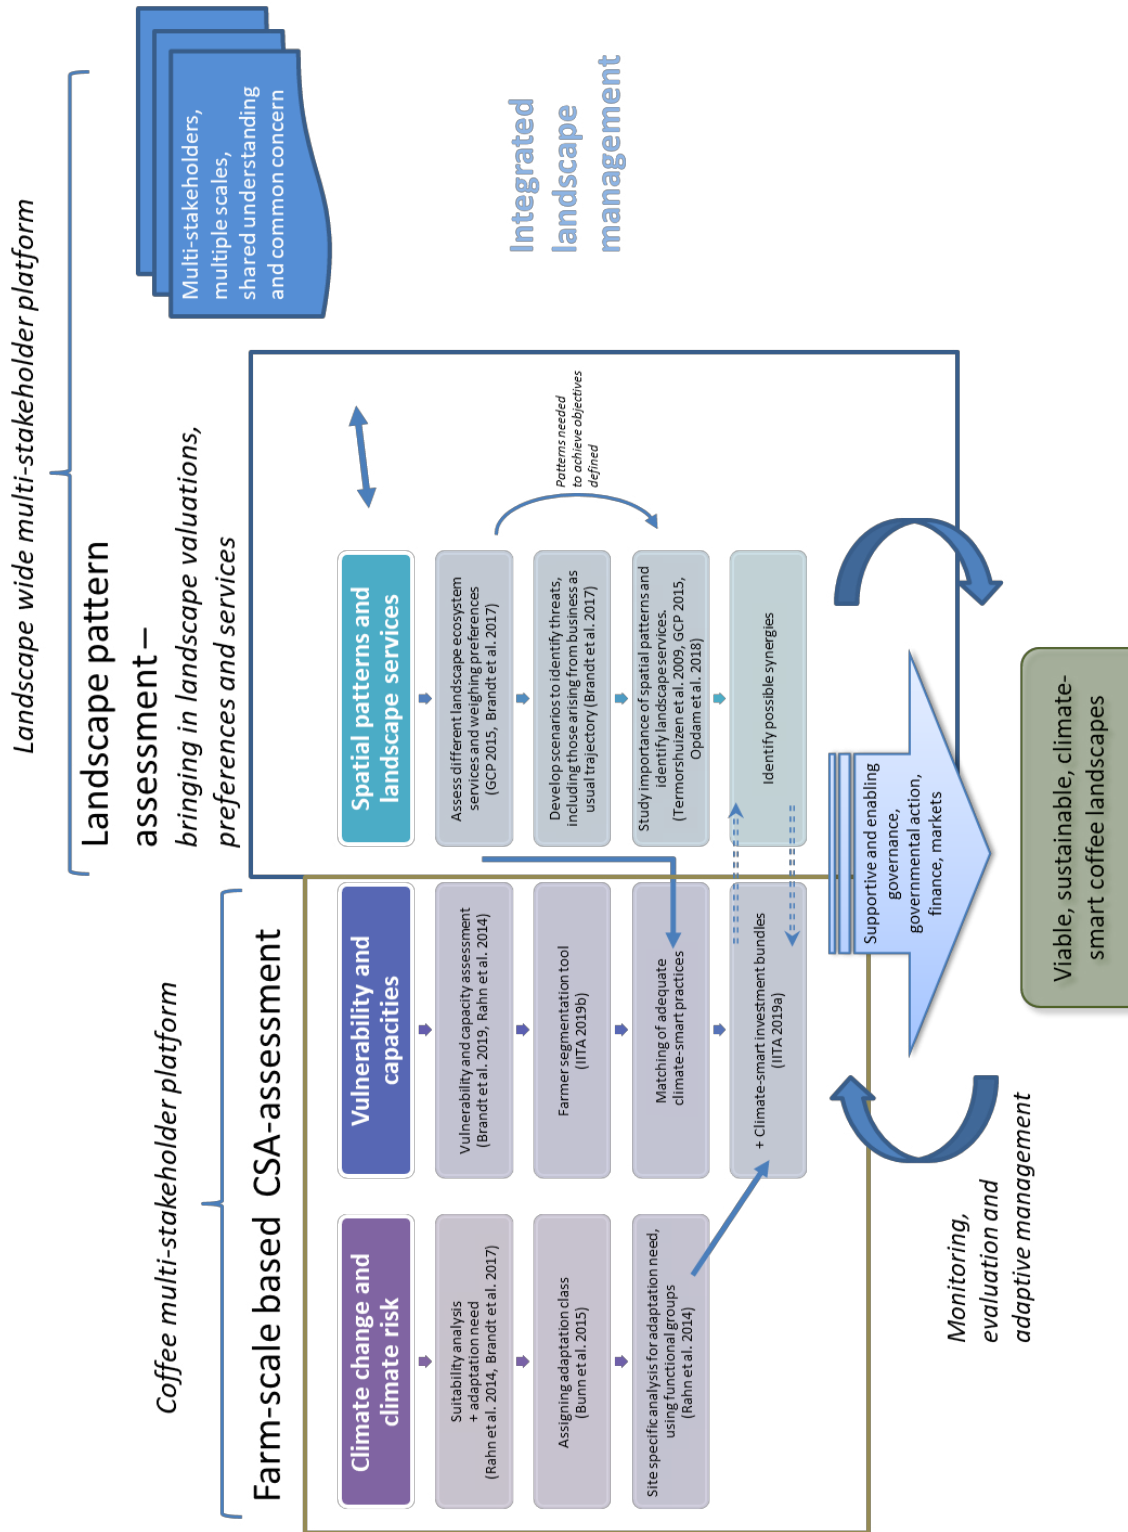 Landscape wide multi-stakeholder platform
Coffee multi-stakeholder platform
Landscape pattern
assessment –
bringing in landscape valuations,
preferences and services
Farm-scale based CSA-assessment
Multi-stakeholders,
multiple scales,
shared understanding
and common concern
Integrated
landscape
management
Climate change and
climate risk
Suitability analysis
+ adaptation need
(Rahn et al. 2014, Brandt et al. 2017)
Assigning adaptation class
(Bunn et al. 2015)
Site specific analysis for adaptation need,
using functional groups
(Rahn et al. 2014)
Vulnerability and
capacities
Vulnerability and capacity assessment
(Brandt et al. 2019, Rahn et al. 2014)
Farmer segmentation tool
(IITA 2019b)
Matching of adequate
climate-smart practices
+ Climate-smart investment bundles
(IITA 2019a)
Spatial patterns and
landscape services
Assess different landscape ecosystem
services and weighing preferences
(GCP 2015, Brandt et al. 2017)
Develop scenarios to identify threats,
including those arising from business as
usual trajectory (Brandt et al. 2017)
Study importance of spatial patterns and
identify landscape services.
(Termorshuizen et al. 2009, GCP 2015,
Opdam et al. 2018)
Identify possible synergies
Patterns needed
to achieve objectives
defined
Supportive and enabling
governance,
governmental action,
finance, markets
Monitoring,
evaluation and
adaptive management
Viable, sustainable, climate-
smart coffee landscapes